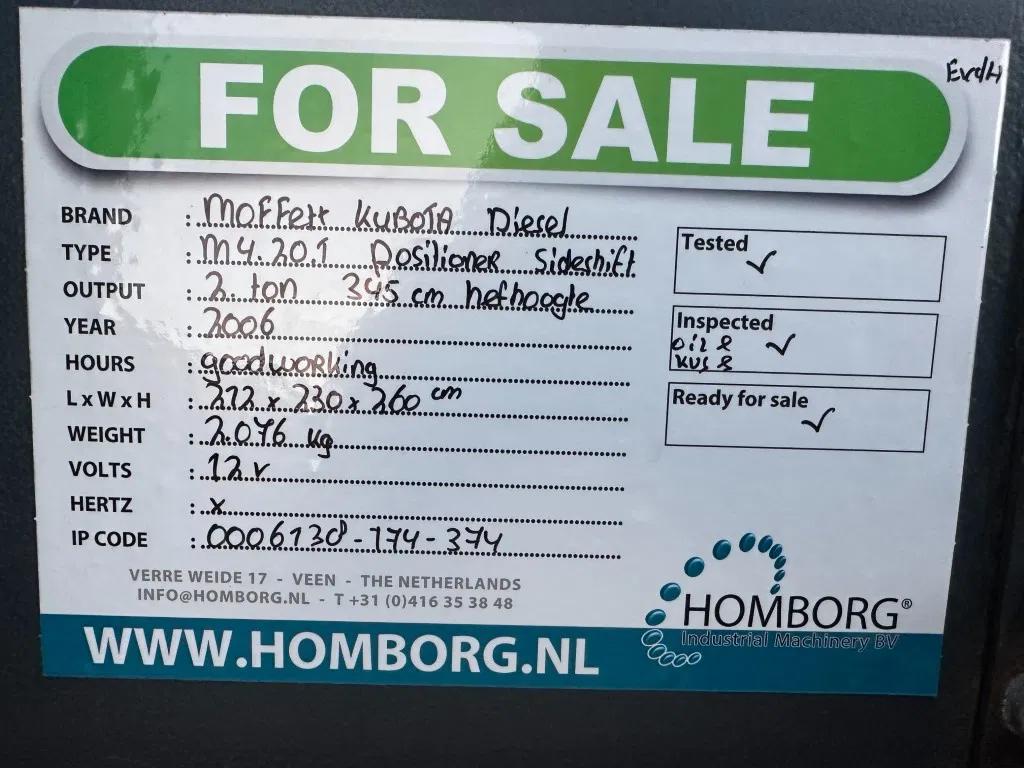 FOR SALE
BRAND : Moffett KUBOTA Diesel
TYPE : M4.20.1 Positioner Sideshift
OUTPUT : 2 ton 345 cm hefhoogte
YEAR : 2006
HOURS : goodworking
L x W x H : 212 x 230 x 260 cm
WEIGHT : 2.076 kg
VOLTS : 12v
HERTZ : x
IP CODE : 0006130-174-374
Tested ✓
Inspected ✓
Ready for sale ✓
VERRE WEIDE 17 - VEEN - THE NETHERLANDS
INFO@HOMBORG.NL - T +31 (0)416 35 38 48
WWW.HOMBORG.NL
HOMBORG®
Industrial Machinery BV